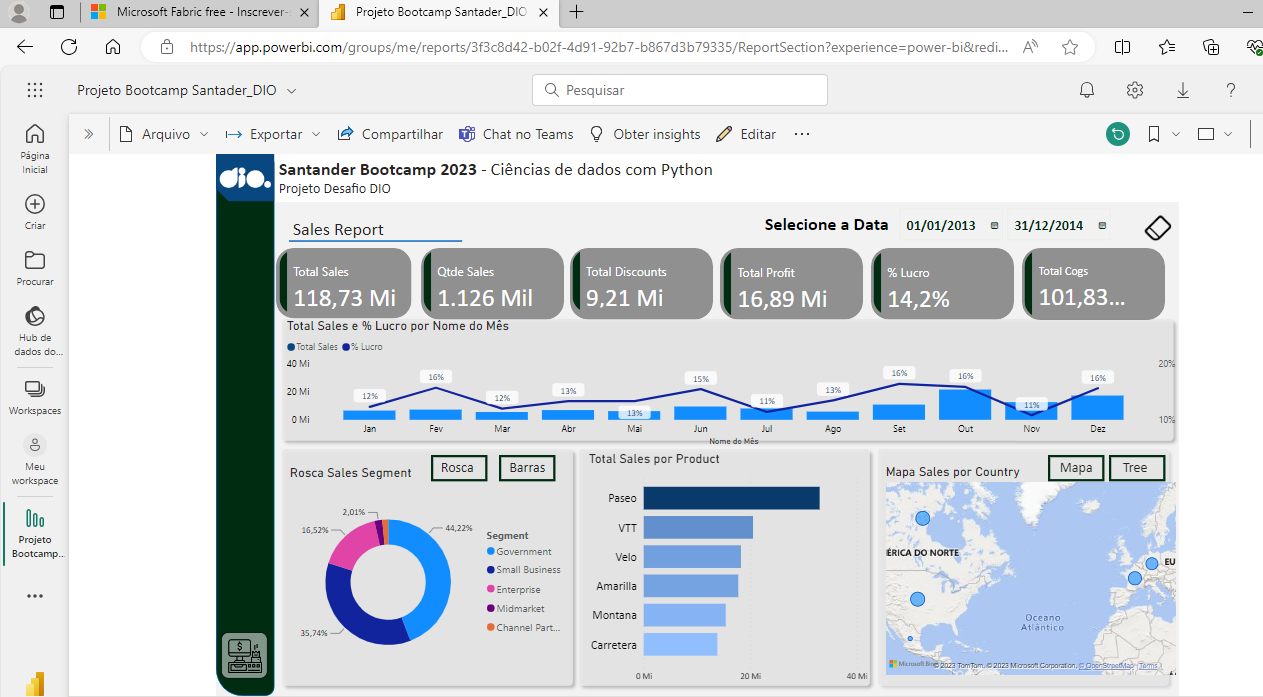 Microsoft Fabric free - Inscrever-
Projeto Bootcamp Santader_DIO
https://app.powerbi.com/groups/me/reports/3f3c8d42-b02f-4d91-92b7-b867d3b79335/ReportSection?experience=power-bi&redi...
Projeto Bootcamp Santader_DIO
Pesquisar
?
Arquivo
Exportar
Compartilhar
Chat no Teams
Obter insights
Editar
Página
Inicial
Criar
Procurar
Hub de
dados do...
Workspaces
Meu
workspace
Projeto
Bootcamp...
dio.
Santander Bootcamp 2023 - Ciências de dados com Python
Projeto Desafio DIO
Sales Report
Selecione a Data 01/01/2013 31/12/2014
Total Sales
118,73 Mi
Qtde Sales
1.126 Mil
Total Discounts
9,21 Mi
Total Profit
16,89 Mi
% Lucro
14,2%
Total Cogs
101,83...
Total Sales e % Lucro por Nome do Mês
Total Sales % Lucro
40 Mi
20 Mi
0 Mi
20%
10%
12% 16% 12% 13% 13% 15% 11% 13% 16% 16% 11% 16%
Jan Fev Mar Abr Mai Jun Jul Ago Set Out Nov Dez
Nome do Mês
Rosca Sales Segment
Rosca
Barras
2,01%
16,52%
44,22%
35,74%
Segment
Government
Small Business
Enterprise
Midmarket
Channel Part...
Total Sales por Product
Paseo
VTT
Velo
Amarilla
Montana
Carretera
0 Mi 20 Mi 40 Mi
Mapa Sales por Country
Mapa
Tree
ÉRICA DO NORTE
EU
Oceano
Atlântico
Microsoft Bing
© 2023 TomTom, © 2023 Microsoft Corporation, © OpenStreetMap Terms